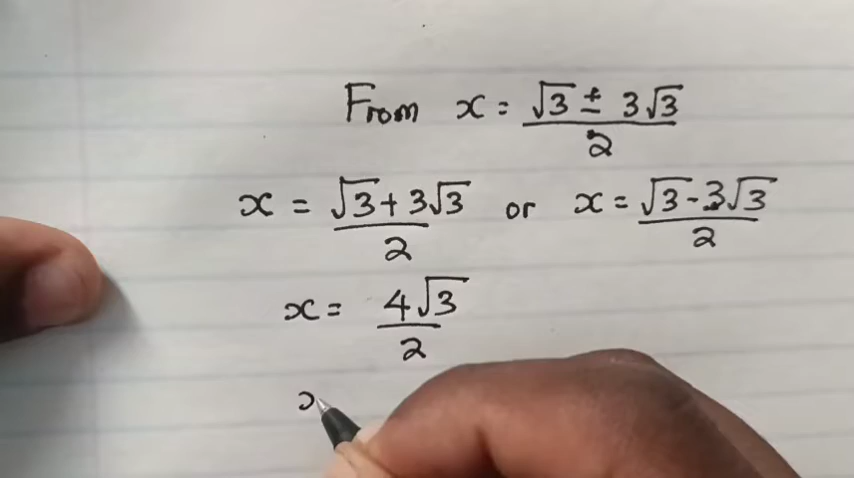 From x = (√3 ± 3√3)/2
x = (√3 + 3√3)/2 or x = (√3 - 3√3)/2
x = 4√3/2
x